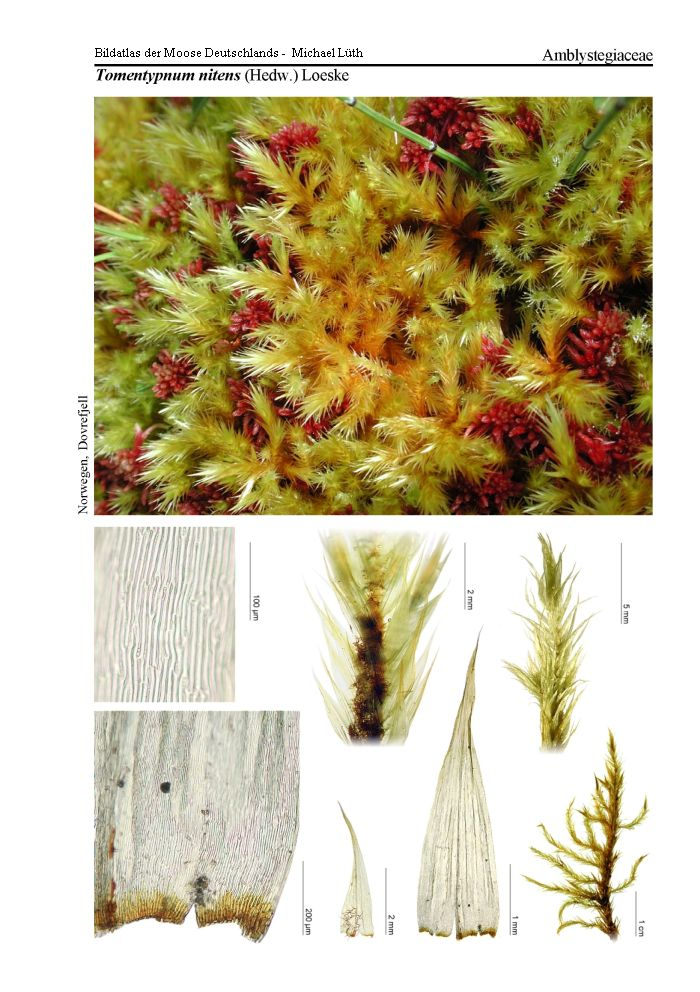 Bildatlas der Moose Deutschlands - Michael Lüth
Amblystegiaceae
Tomentypnum nitens (Hedw.) Loeske
Norwegen, Dovrefjell
100 µm
2 mm
5 mm
200 µm
2 mm
1 mm
1 cm